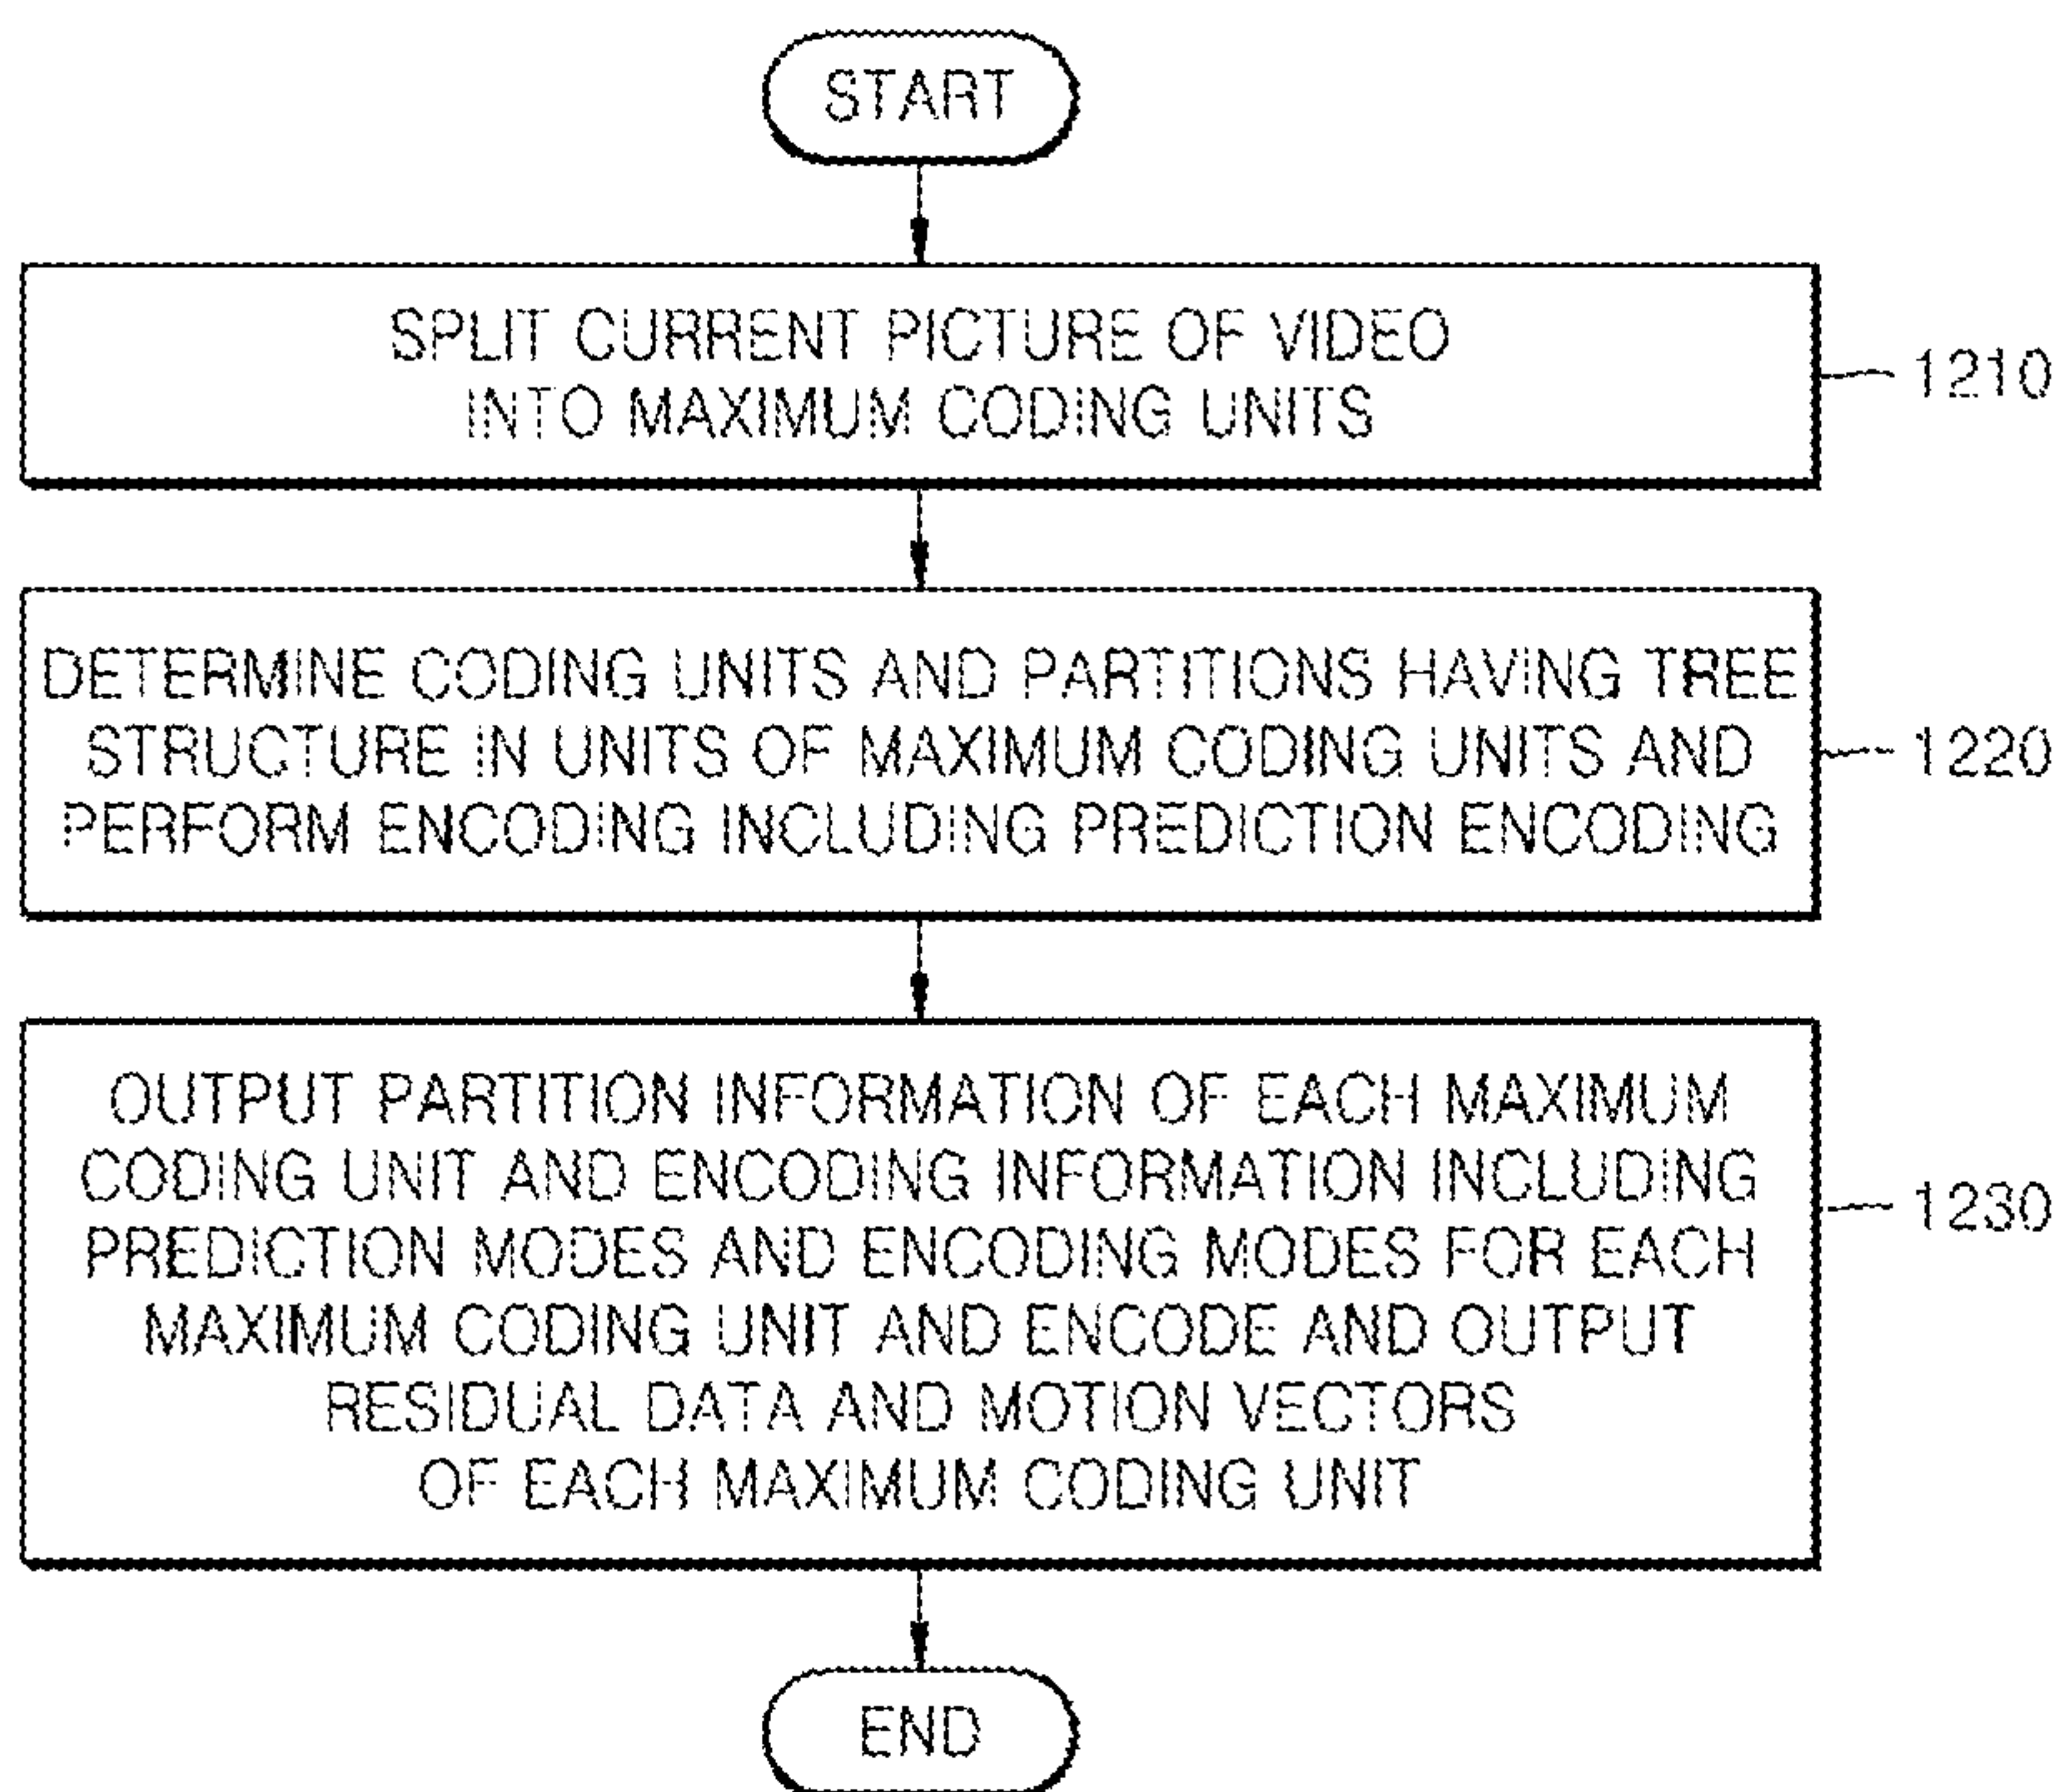 START
SPLIT CURRENT PICTURE OF VIDEO
INTO MAXIMUM CODING UNITS
1210
DETERMINE CODING UNITS AND PARTITIONS HAVING TREE
STRUCTURE IN UNITS OF MAXIMUM CODING UNITS AND
PERFORM ENCODING INCLUDING PREDICTION ENCODING
1220
OUTPUT PARTITION INFORMATION OF EACH MAXIMUM
CODING UNIT AND ENCODING INFORMATION INCLUDING
PREDICTION MODES AND ENCODING MODES FOR EACH
MAXIMUM CODING UNIT AND ENCODE AND OUTPUT
RESIDUAL DATA AND MOTION VECTORS
OF EACH MAXIMUM CODING UNIT
1230
END